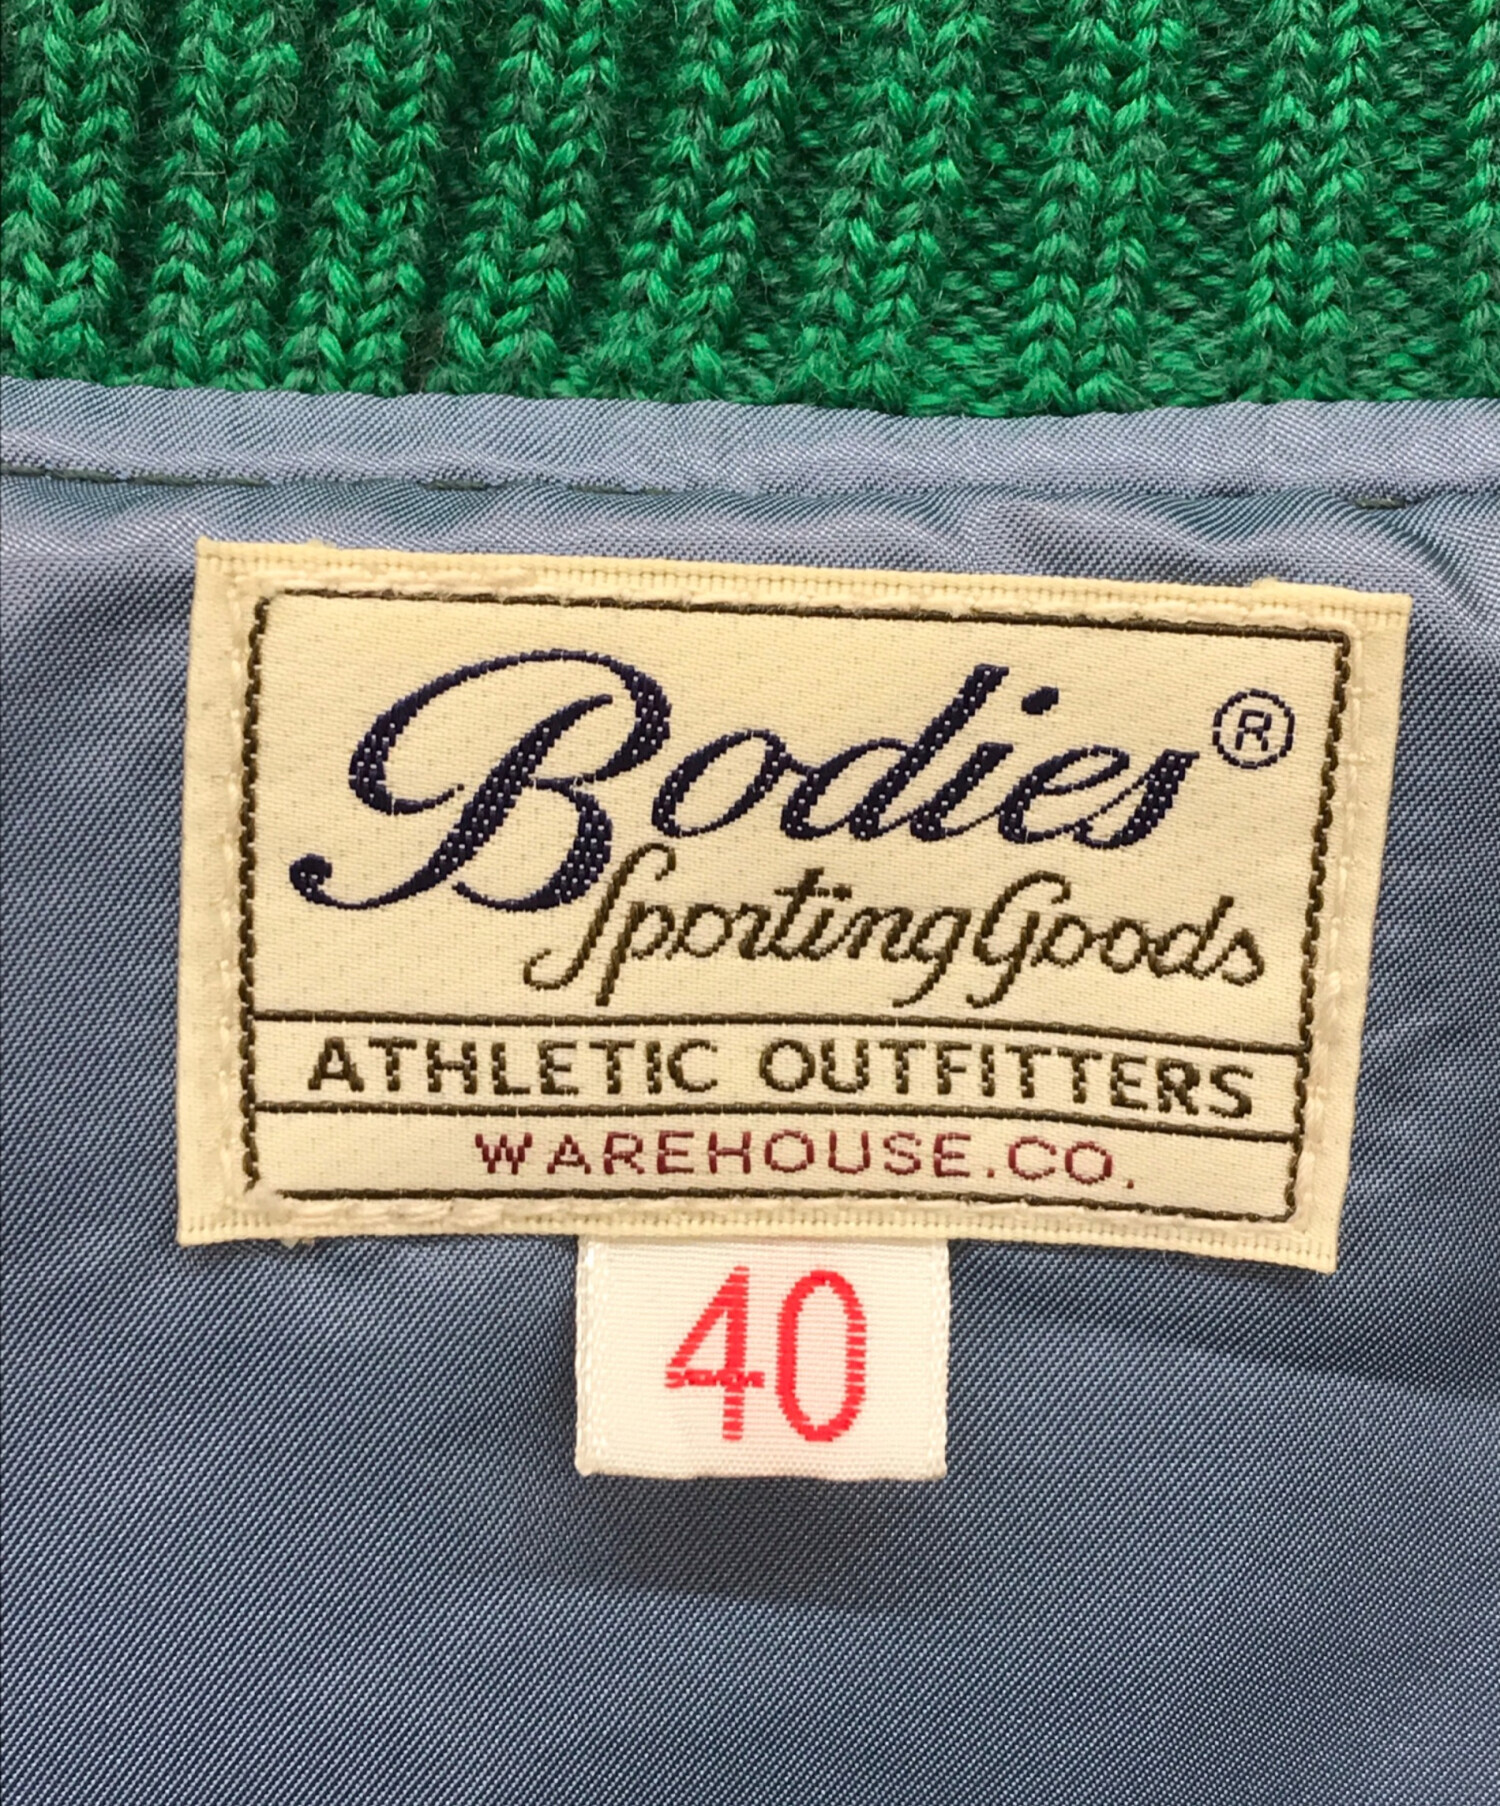 Bodies®
Sporting Goods
ATHLETIC OUTFITTERS
WAREHOUSE.CO.
40